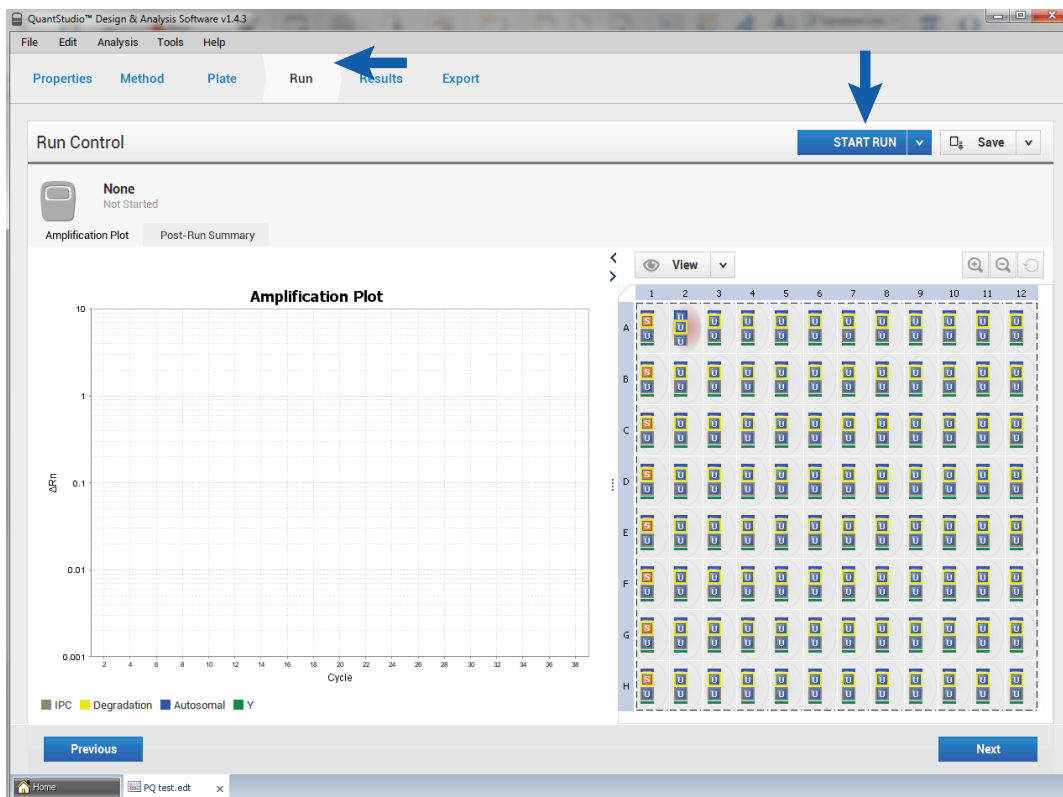 QuantStudio™ Design & Analysis Software v1.4.3
File Edit Analysis Tools Help
Properties Method Plate Run Results Export
Run Control START RUN Save
None
Not Started
Amplification Plot Post-Run Summary
View
Amplification Plot
1 2 3 4 5 6 7 8 9 10 11 12
10
1
0.1
0.01
0.001
ΔRn
2 4 6 8 10 12 14 16 18 20 22 24 26 28 30 32 34 36 38
Cycle
IPC Degradation Autosomal Y
A S U U U U U U U U U U U
U U U U U U U U U U U U
B S U U U U U U U U U U U
U U U U U U U U U U U U
C S U U U U U U U U U U U
U U U U U U U U U U U U
D S U U U U U U U U U U U
U U U U U U U U U U U U
E S U U U U U U U U U U U
U U U U U U U U U U U U
F S U U U U U U U U U U U
U U U U U U U U U U U U
G S U U U U U U U U U U U
U U U U U U U U U U U U
H S U U U U U U U U U U U
U U U U U U U U U U U U
Previous Next
Home PQ test.edt x